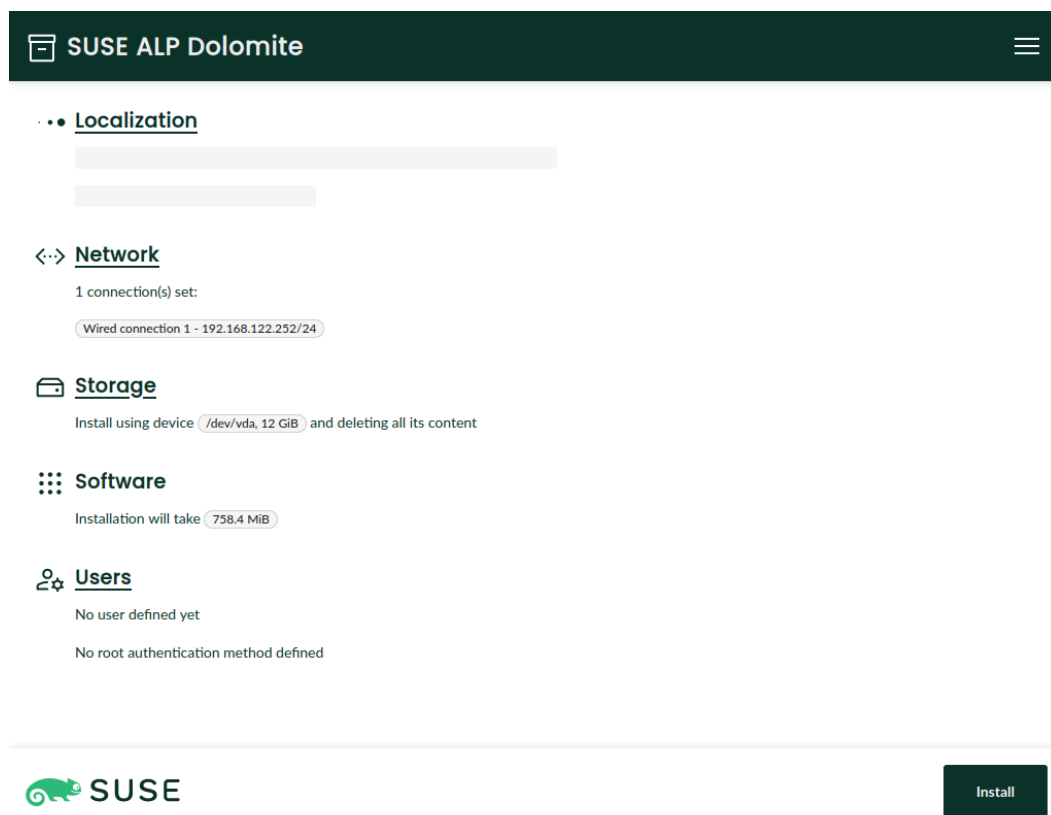 SUSE ALP Dolomite
Localization
Network
1 connection(s) set:
Wired connection 1 - 192.168.122.252/24
Storage
Install using device /dev/vda, 12 GiB and deleting all its content
Software
Installation will take 758.4 MiB
Users
No user defined yet
No root authentication method defined
SUSE
Install